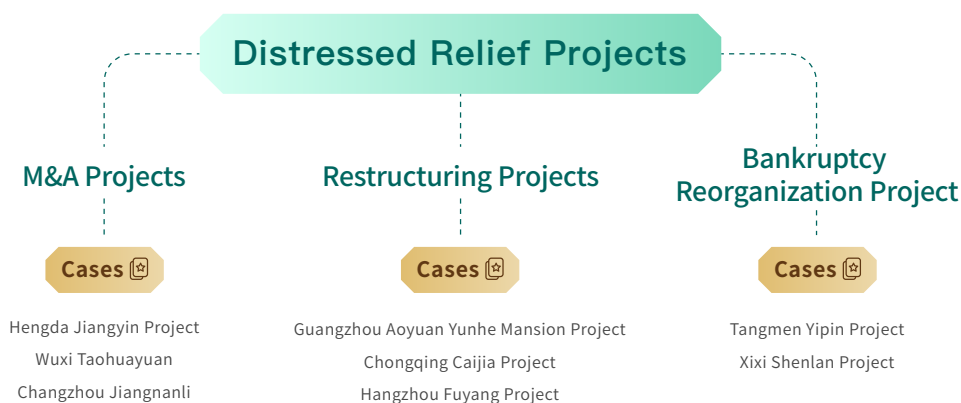 Distressed Relief Projects
M&A Projects
Cases
Hengda Jiangyin Project
Wuxi Taohuayuan
Changzhou Jiangnanli
Restructuring Projects
Cases
Guangzhou Aoyuan Yunhe Mansion Project
Chongqing Caijia Project
Hangzhou Fuyang Project
Bankruptcy
Reorganization Project
Cases
Tangmen Yipin Project
Xixi Shenlan Project